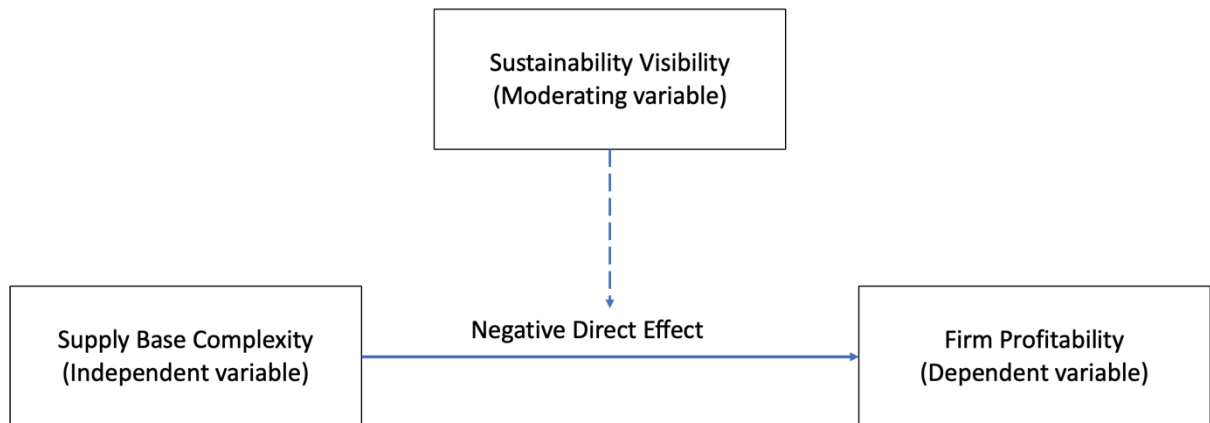 Sustainability Visibility
(Moderating variable)
Negative Direct Effect
Supply Base Complexity
(Independent variable)
Firm Profitability
(Dependent variable)